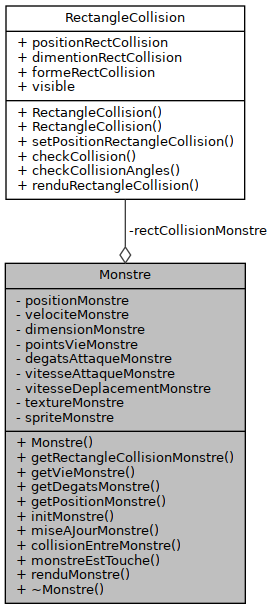 RectangleCollision
+ positionRectCollision
+ dimentionRectCollision
+ formeRectCollision
+ visible
+ RectangleCollision()
+ RectangleCollision()
+ setPositionRectangleCollision()
+ checkCollision()
+ checkCollisionAngles()
+ renduRectangleCollision()
-rectCollisionMonstre
Monstre
- positionMonstre
- velociteMonstre
- dimensionMonstre
- pointsVieMonstre
- degatsAttaqueMonstre
- vitesseAttaqueMonstre
- vitesseDeplacementMonstre
- textureMonstre
- spriteMonstre
+ Monstre()
+ getRectangleCollisionMonstre()
+ getVieMonstre()
+ getDegatsMonstre()
+ getPositionMonstre()
+ initMonstre()
+ miseAJourMonstre()
+ collisionEntreMonstre()
+ monstreEstTouche()
+ renduMonstre()
+ ~Monstre()